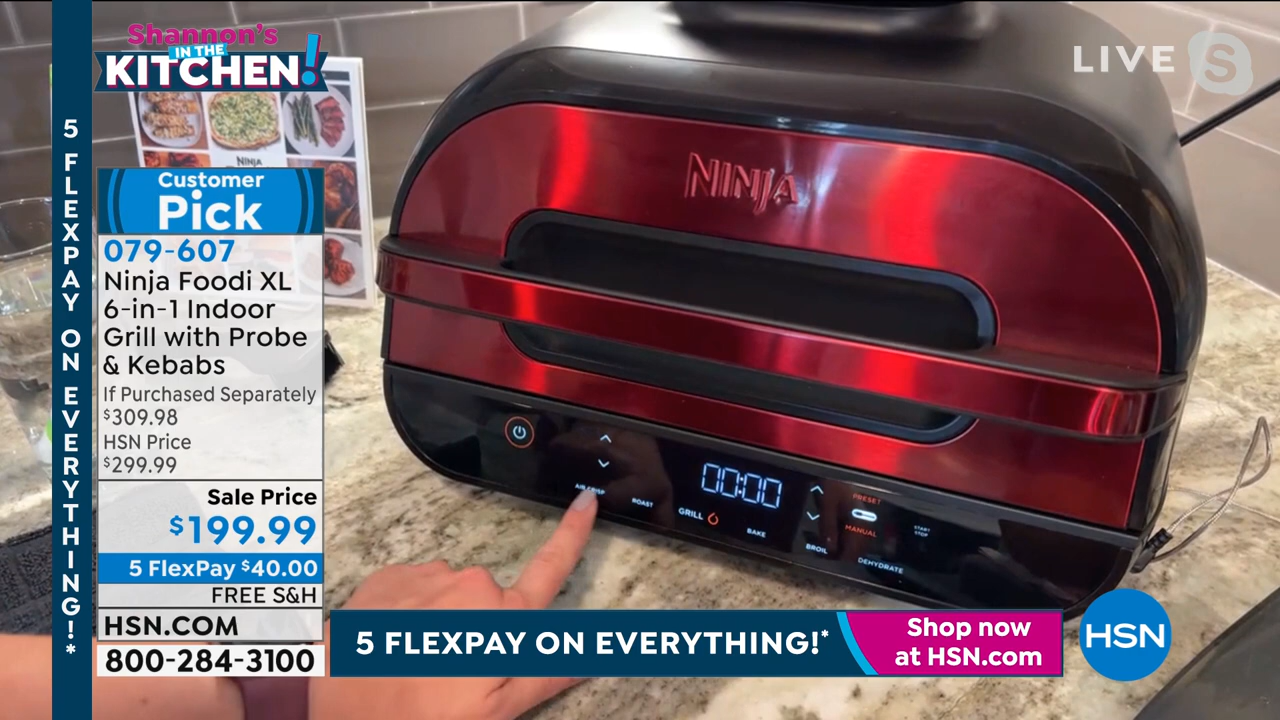 Shannon's
IN THE
KITCHEN!
LIVE S
5 FLEXPAY ON EVERYTHING!*
NINJA
Customer
Pick
079-607
Ninja Foodi XL
6-in-1 Indoor
Grill with Probe
& Kebabs
If Purchased Separately
$309.98
HSN Price
$299.99
Sale Price
$199.99
5 FlexPay $40.00
FREE S&H
HSN.COM
800-284-3100
NINJA
00:00
AIR CRISP
ROAST
GRILL
BAKE
BROIL
DEHYDRATE
PRESET
MANUAL
START
STOP
5 FLEXPAY ON EVERYTHING!*
Shop now
at HSN.com
HSN